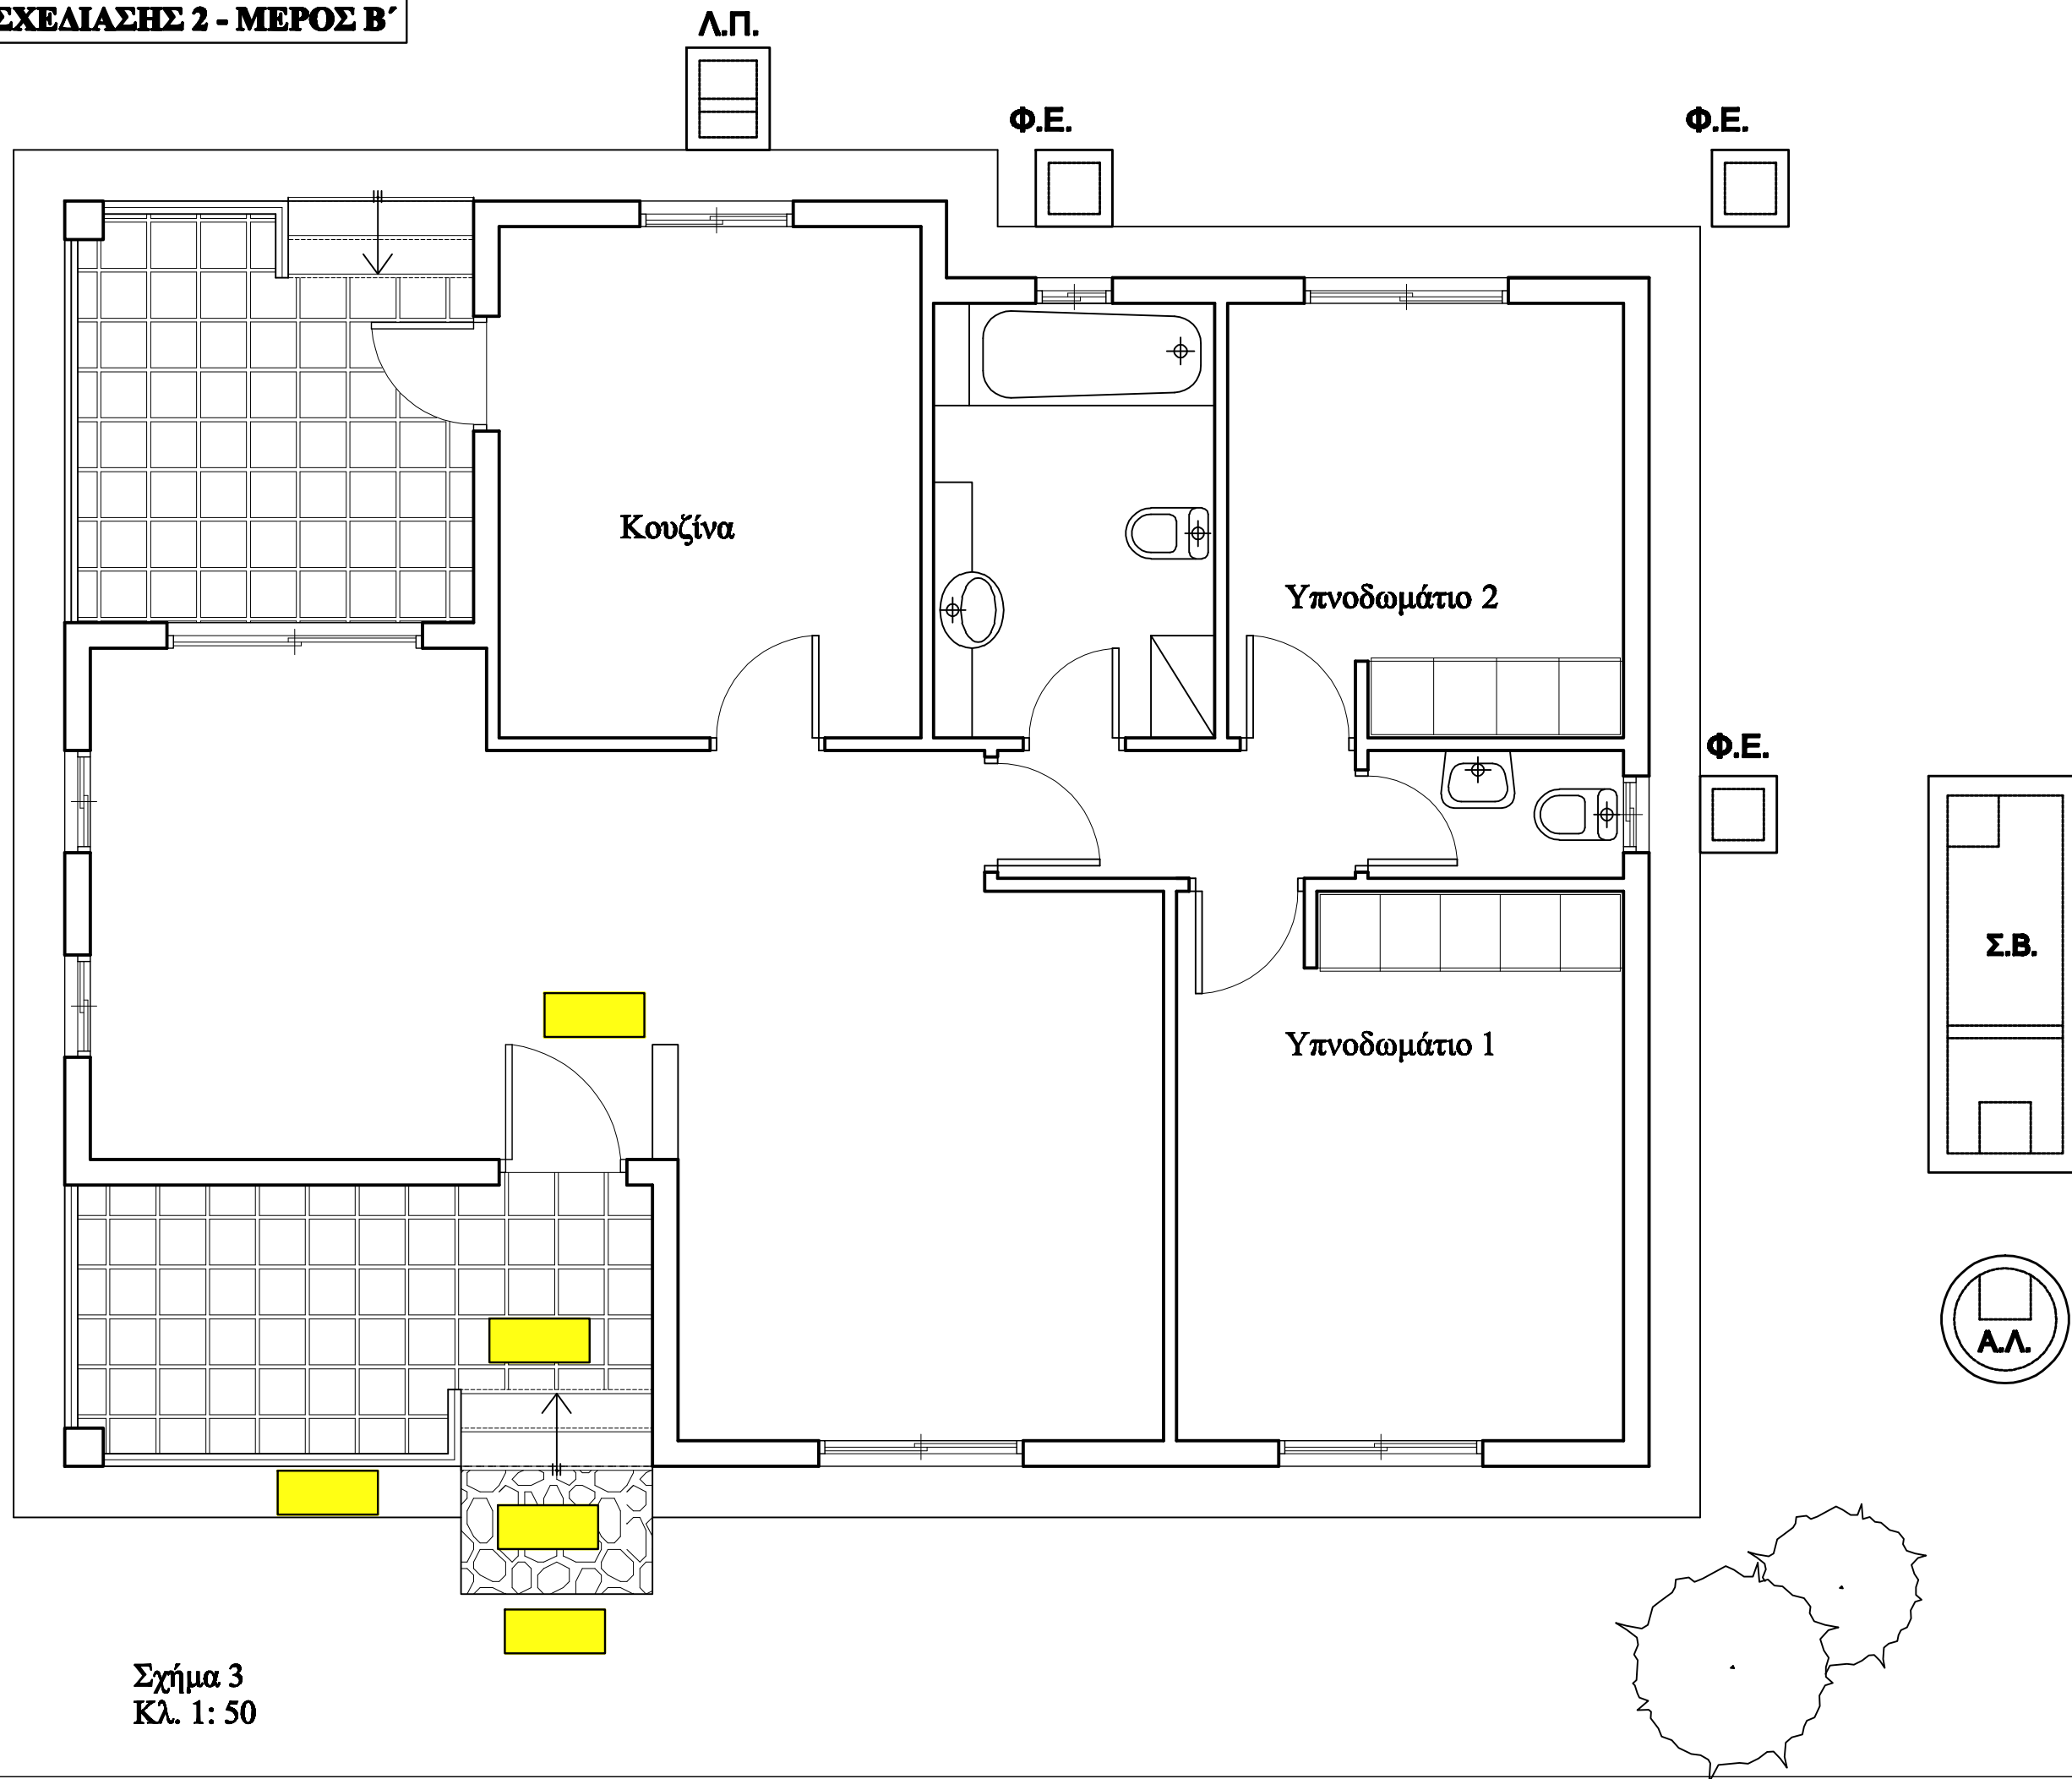 ΣΧΕΔΙΑΣΗΣ 2 - ΜΕΡΟΣ Β΄
Λ.Π.
Φ.Ε.
Φ.Ε.
Κουζίνα
Υπνοδωμάτιο 2
Φ.Ε.
Σ.Β.
Υπνοδωμάτιο 1
Α.Λ.
Σχήμα 3
Κλ. 1: 50